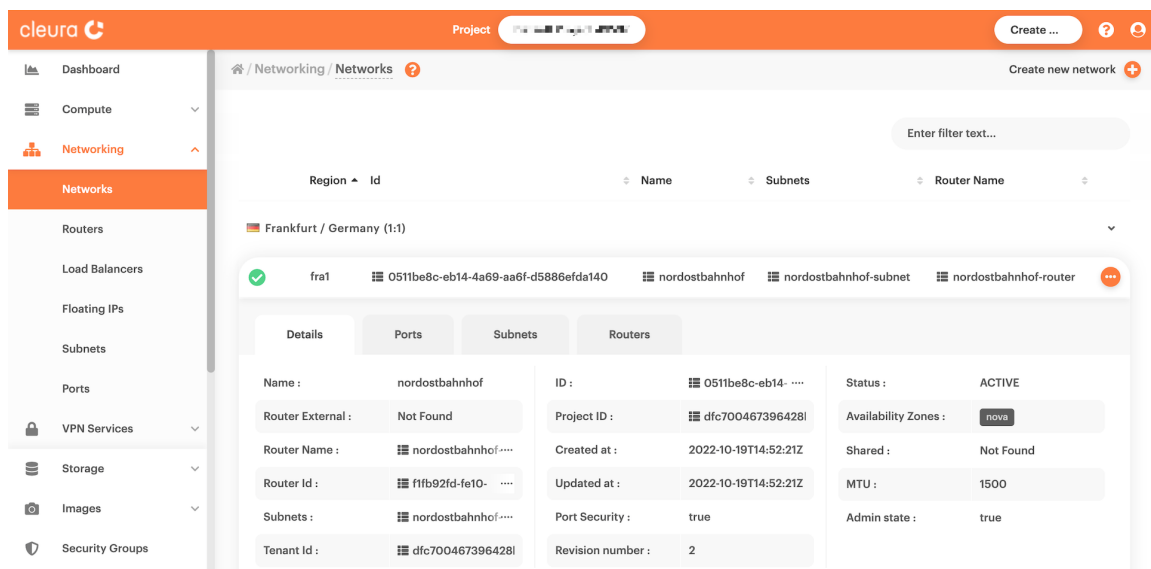 cleura
Project
Create ...
Dashboard
Compute
Networking
Networks
Routers
Load Balancers
Floating IPs
Subnets
Ports
VPN Services
Storage
Images
Security Groups
/ Networking / Networks ?
Create new network
Enter filter text...
Region Id Name Subnets Router Name
Frankfurt / Germany (1:1)
fra1 0511be8c-eb14-4a69-aa6f-d5886efda140 nordostbahnhof nordostbahnhof-subnet nordostbahnhof-router
Details Ports Subnets Routers
Name : nordostbahnhof
Router External : Not Found
Router Name : nordostbahnhof ····
Router Id : f1fb92fd-fe10- ····
Subnets : nordostbahnhof ····
Tenant Id : dfc700467396428
ID : 0511be8c-eb14- ····
Project ID : dfc700467396428
Created at : 2022-10-19T14:52:21Z
Updated at : 2022-10-19T14:52:21Z
Port Security : true
Revision number : 2
Status : ACTIVE
Availability Zones : nova
Shared : Not Found
MTU : 1500
Admin state : true